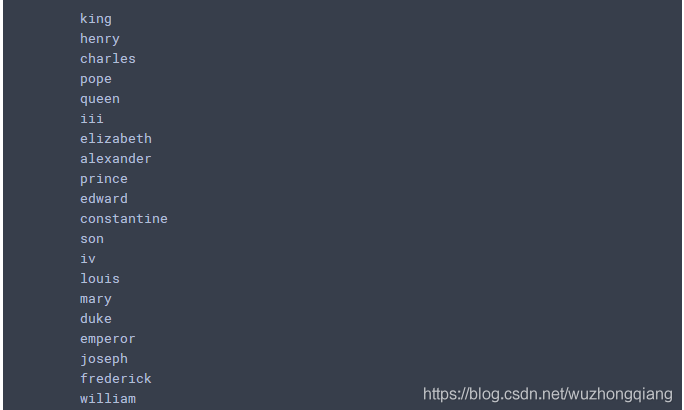 king
henry
charles
pope
queen
iii
elizabeth
alexander
prince
edward
constantine
son
iv
louis
mary
duke
emperor
joseph
frederick
william
https://blog.csdn.net/wuzhongqiang